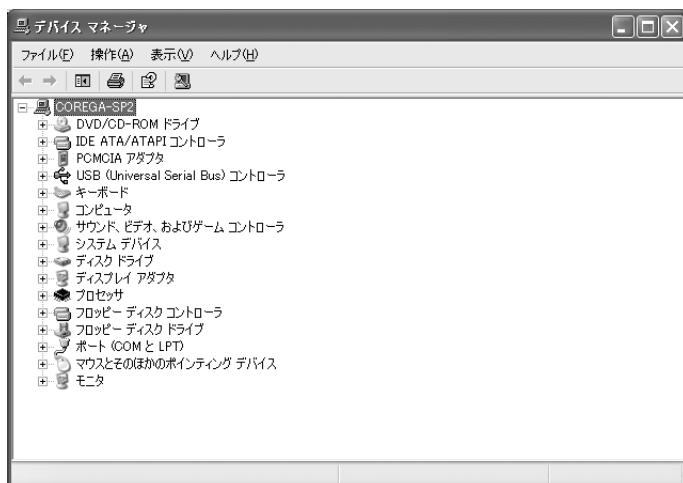 デバイス マネージャ
ファイル(F) 操作(A) 表示(V) ヘルプ(H)
COREGA-SP2
DVD/CD-ROM ドライブ
IDE ATA/ATAPI コントローラ
PCMCIA アダプタ
USB (Universal Serial Bus) コントローラ
キーボード
コンピュータ
サウンド、ビデオ、およびゲーム コントローラ
システム デバイス
ディスク ドライブ
ディスプレイ アダプタ
プロセッサ
フロッピー ディスク コントローラ
フロッピー ディスク ドライブ
ポート (COM と LPT)
マウスとそのほかのポインティング デバイス
モニタ